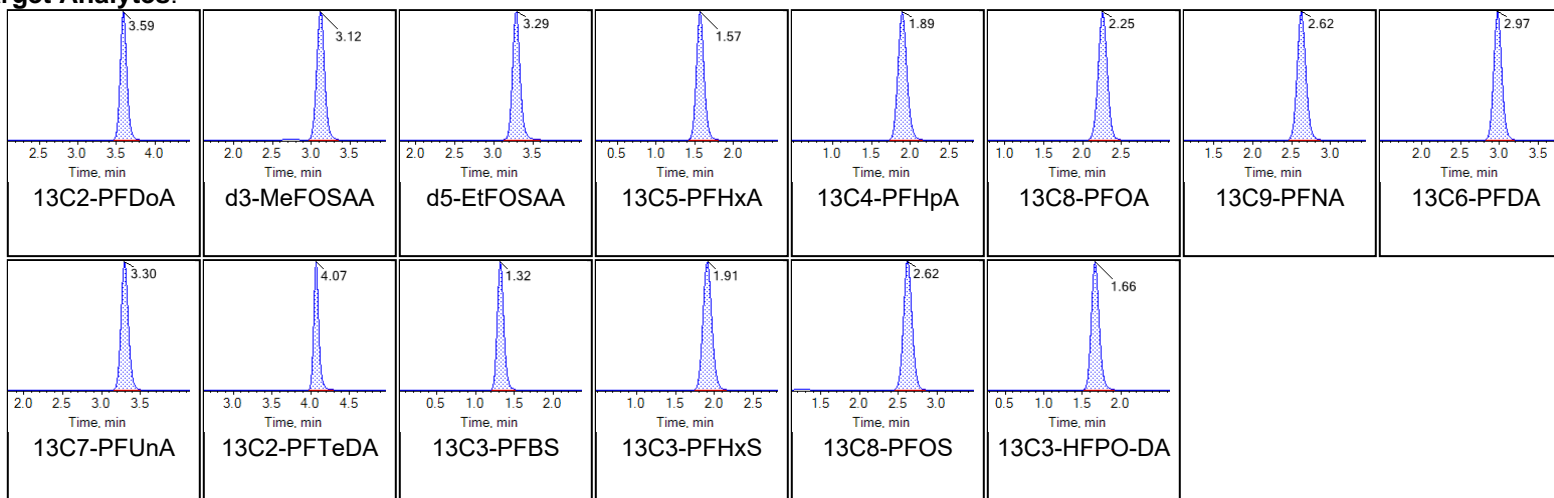 arget Analytes:
3.59 3.12 3.29 1.57 1.89 2.25 2.62 2.97
2.5 3.0 3.5 4.0 2.0 2.5 3.0 3.5 2.0 2.5 3.0 3.5 0.5 1.0 1.5 2.0 1.0 1.5 2.0 2.5 1.0 1.5 2.0 2.5 1.5 2.0 2.5 3.0 2.0 2.5 3.0 3.5
Time, min Time, min Time, min Time, min Time, min Time, min Time, min Time, min
13C2-PFDoA d3-MeFOSAA d5-EtFOSAA 13C5-PFHxA 13C4-PFHpA 13C8-PFOA 13C9-PFNA 13C6-PFDA
3.30 4.07 1.32 1.91 2.62 1.66
2.0 2.5 3.0 3.5 3.0 3.5 4.0 4.5 0.5 1.0 1.5 2.0 1.0 1.5 2.0 2.5 1.5 2.0 2.5 3.0 0.5 1.0 1.5 2.0
Time, min Time, min Time, min Time, min Time, min Time, min
13C7-PFUnA 13C2-PFTeDA 13C3-PFBS 13C3-PFHxS 13C8-PFOS 13C3-HFPO-DA